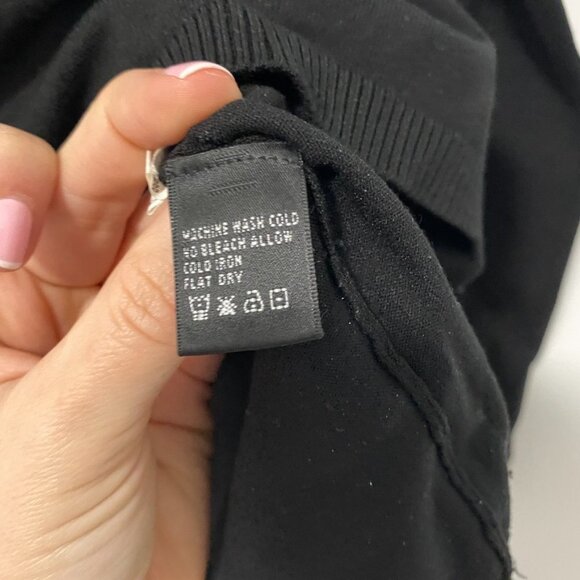 MACHINE WASH COLD
NO BLEACH ALLOW
COLD IRON
FLAT DRY